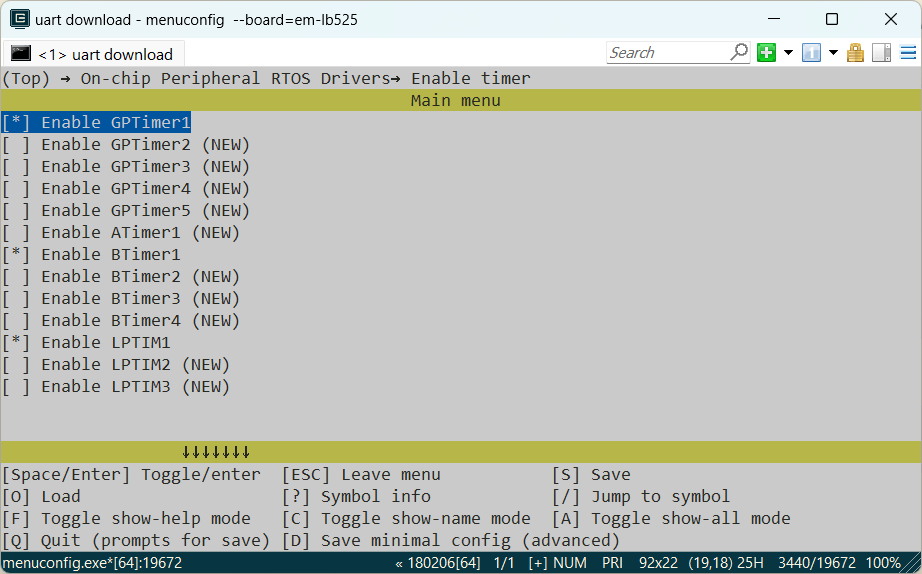 uart download - menuconfig --board=em-lb525
<1> uart download
Search
(Top) → On-chip Peripheral RTOS Drivers→ Enable timer
Main menu
[*] Enable GPTimer1
[ ] Enable GPTimer2 (NEW)
[ ] Enable GPTimer3 (NEW)
[ ] Enable GPTimer4 (NEW)
[ ] Enable GPTimer5 (NEW)
[ ] Enable ATimer1 (NEW)
[*] Enable BTimer1
[ ] Enable BTimer2 (NEW)
[ ] Enable BTimer3 (NEW)
[ ] Enable BTimer4 (NEW)
[*] Enable LPTIM1
[ ] Enable LPTIM2 (NEW)
[ ] Enable LPTIM3 (NEW)
↓↓↓↓↓↓↓
[Space/Enter] Toggle/enter [ESC] Leave menu [S] Save
[O] Load [?] Symbol info [/] Jump to symbol
[F] Toggle show-help mode [C] Toggle show-name mode [A] Toggle show-all mode
[Q] Quit (prompts for save) [D] Save minimal config (advanced)
menuconfig.exe*[64]:19672 « 180206[64] 1/1 [+] NUM PRI 92x22 (19,18) 25H 3440/19672 100%